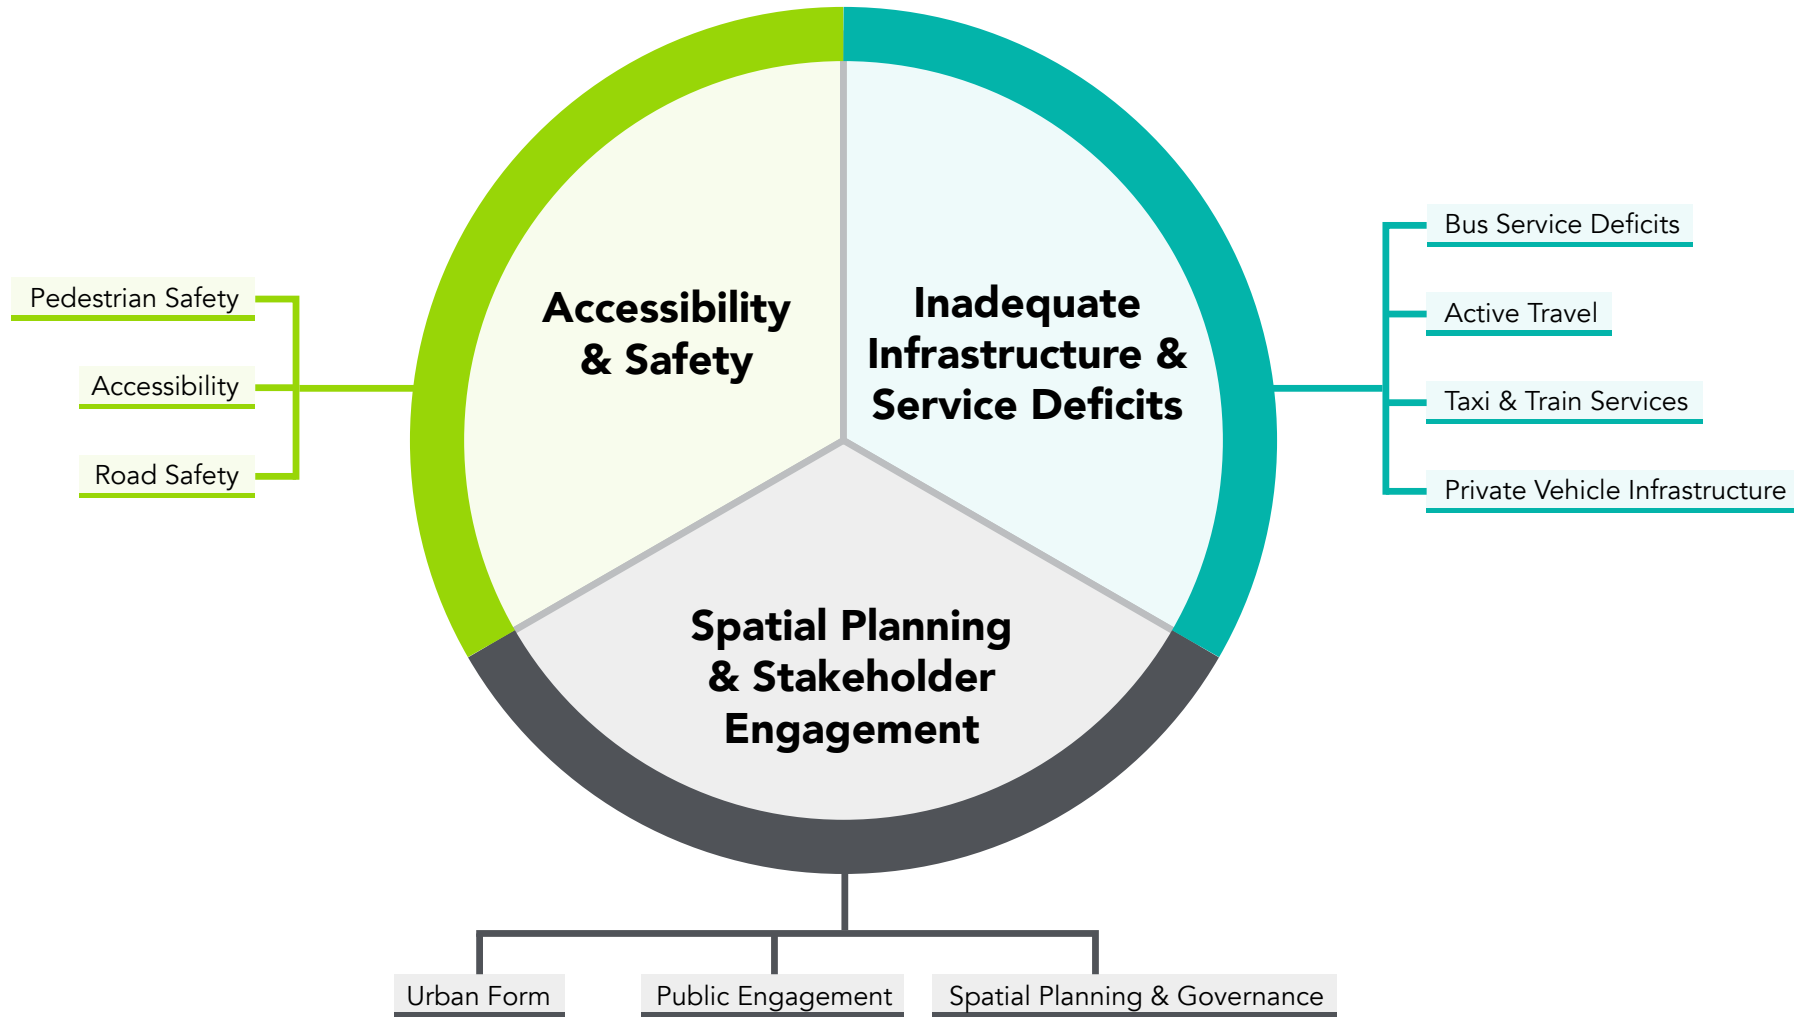 Accessibility
& Safety
Pedestrian Safety
Accessibility
Road Safety
Inadequate
Infrastructure &
Service Deficits
Bus Service Deficits
Active Travel
Taxi & Train Services
Private Vehicle Infrastructure
Spatial Planning
& Stakeholder
Engagement
Urban Form
Public Engagement
Spatial Planning & Governance